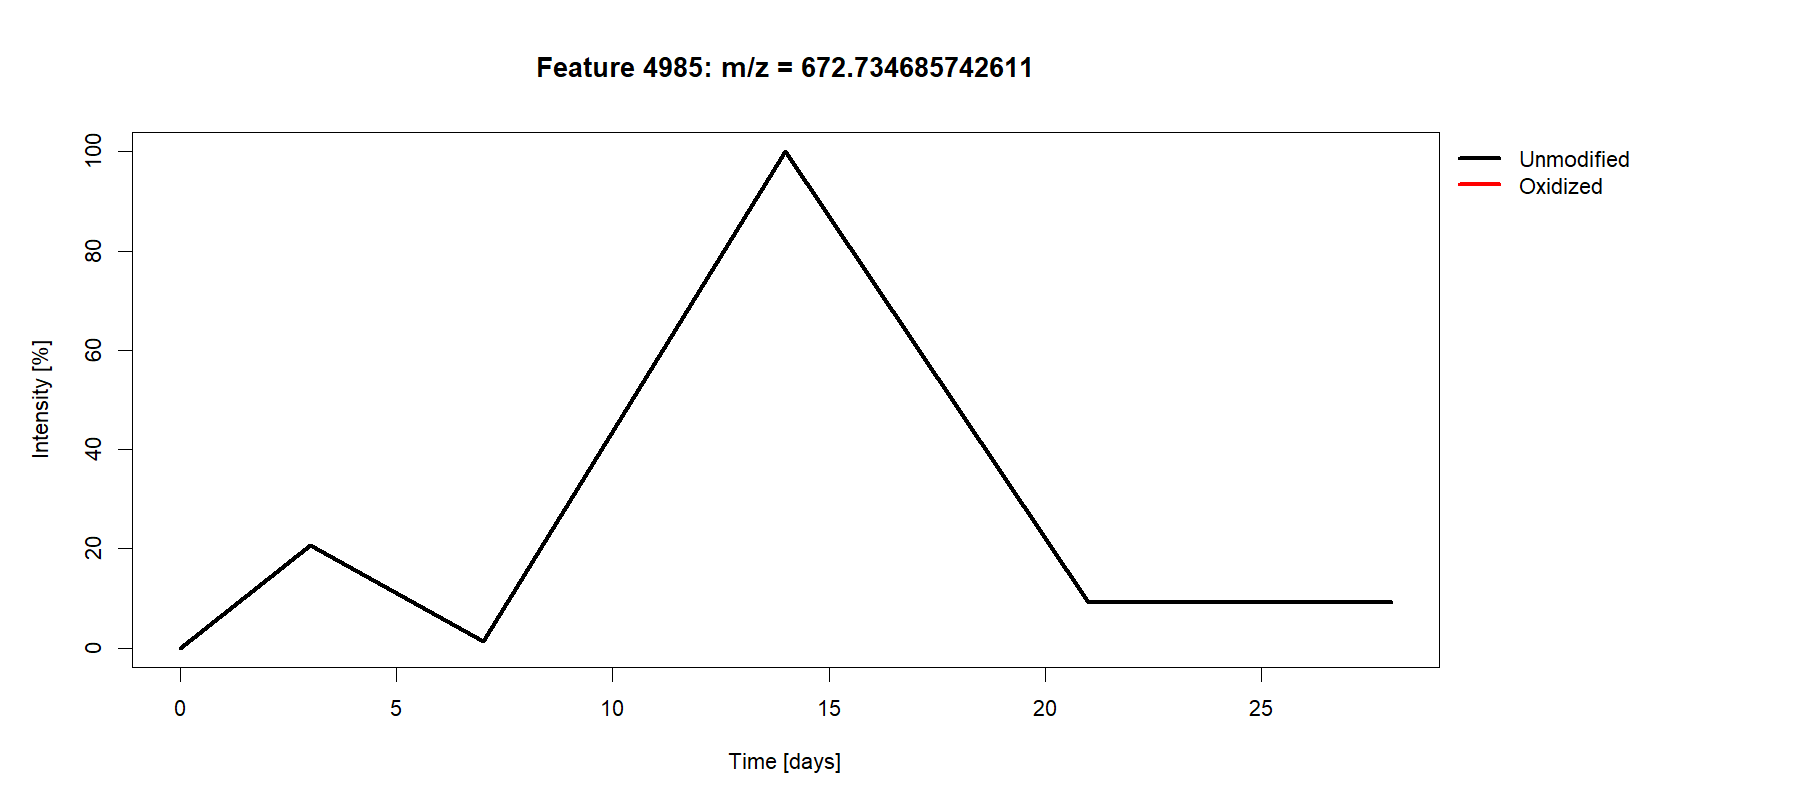 Feature 4985: m/z = 672.734685742611
Unmodified
Oxidized
Intensity [%]
100
80
60
40
20
0
0 5 10 15 20 25
Time [days]